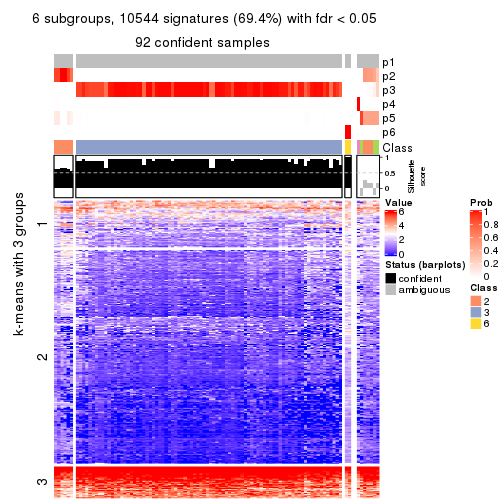 6 subgroups, 10544 signatures (69.4%) with fdr < 0.05
92 confident samples
p1
p2
p3
p4
p5
p6
Class
1
0.5
0
Silhouette
score
k-means with 3 groups
1
2
3
Value
6
4
2
0
Status (barplots)
confident
ambiguous
Prob
1
0.8
0.6
0.4
0.2
0
Class
2
3
6